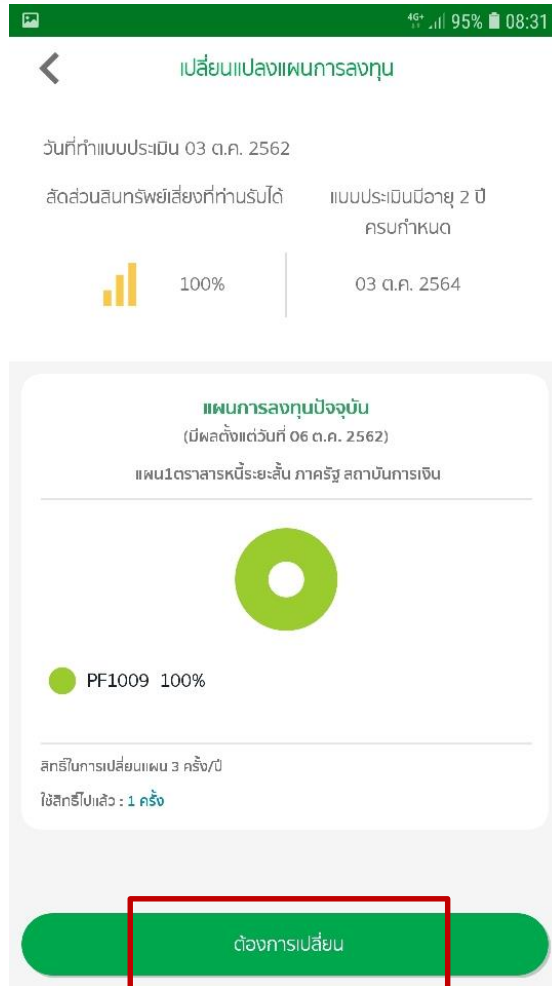 4G+ 95% 08:31
เปลี่ยนแปลงแผนการลงทุน
วันที่ทำแบบประเมิน 03 ต.ค. 2562
สัดส่วนสินทรัพย์เสี่ยงที่ท่านรับได้
แบบประเมินมีอายุ 2 ปี
ครบกำหนด
100%
03 ต.ค. 2564
แผนการลงทุนปัจจุบัน
(มีผลตั้งแต่วันที่ 06 ต.ค. 2562)
แผน1ตราสารหนี้ระยะสั้น ภาครัฐ สถาบันการเงิน
PF1009 100%
สิทธิ์ในการเปลี่ยนแผน 3 ครั้ง/ปี
ใช้สิทธิ์ไปแล้ว : 1 ครั้ง
ต้องการเปลี่ยน